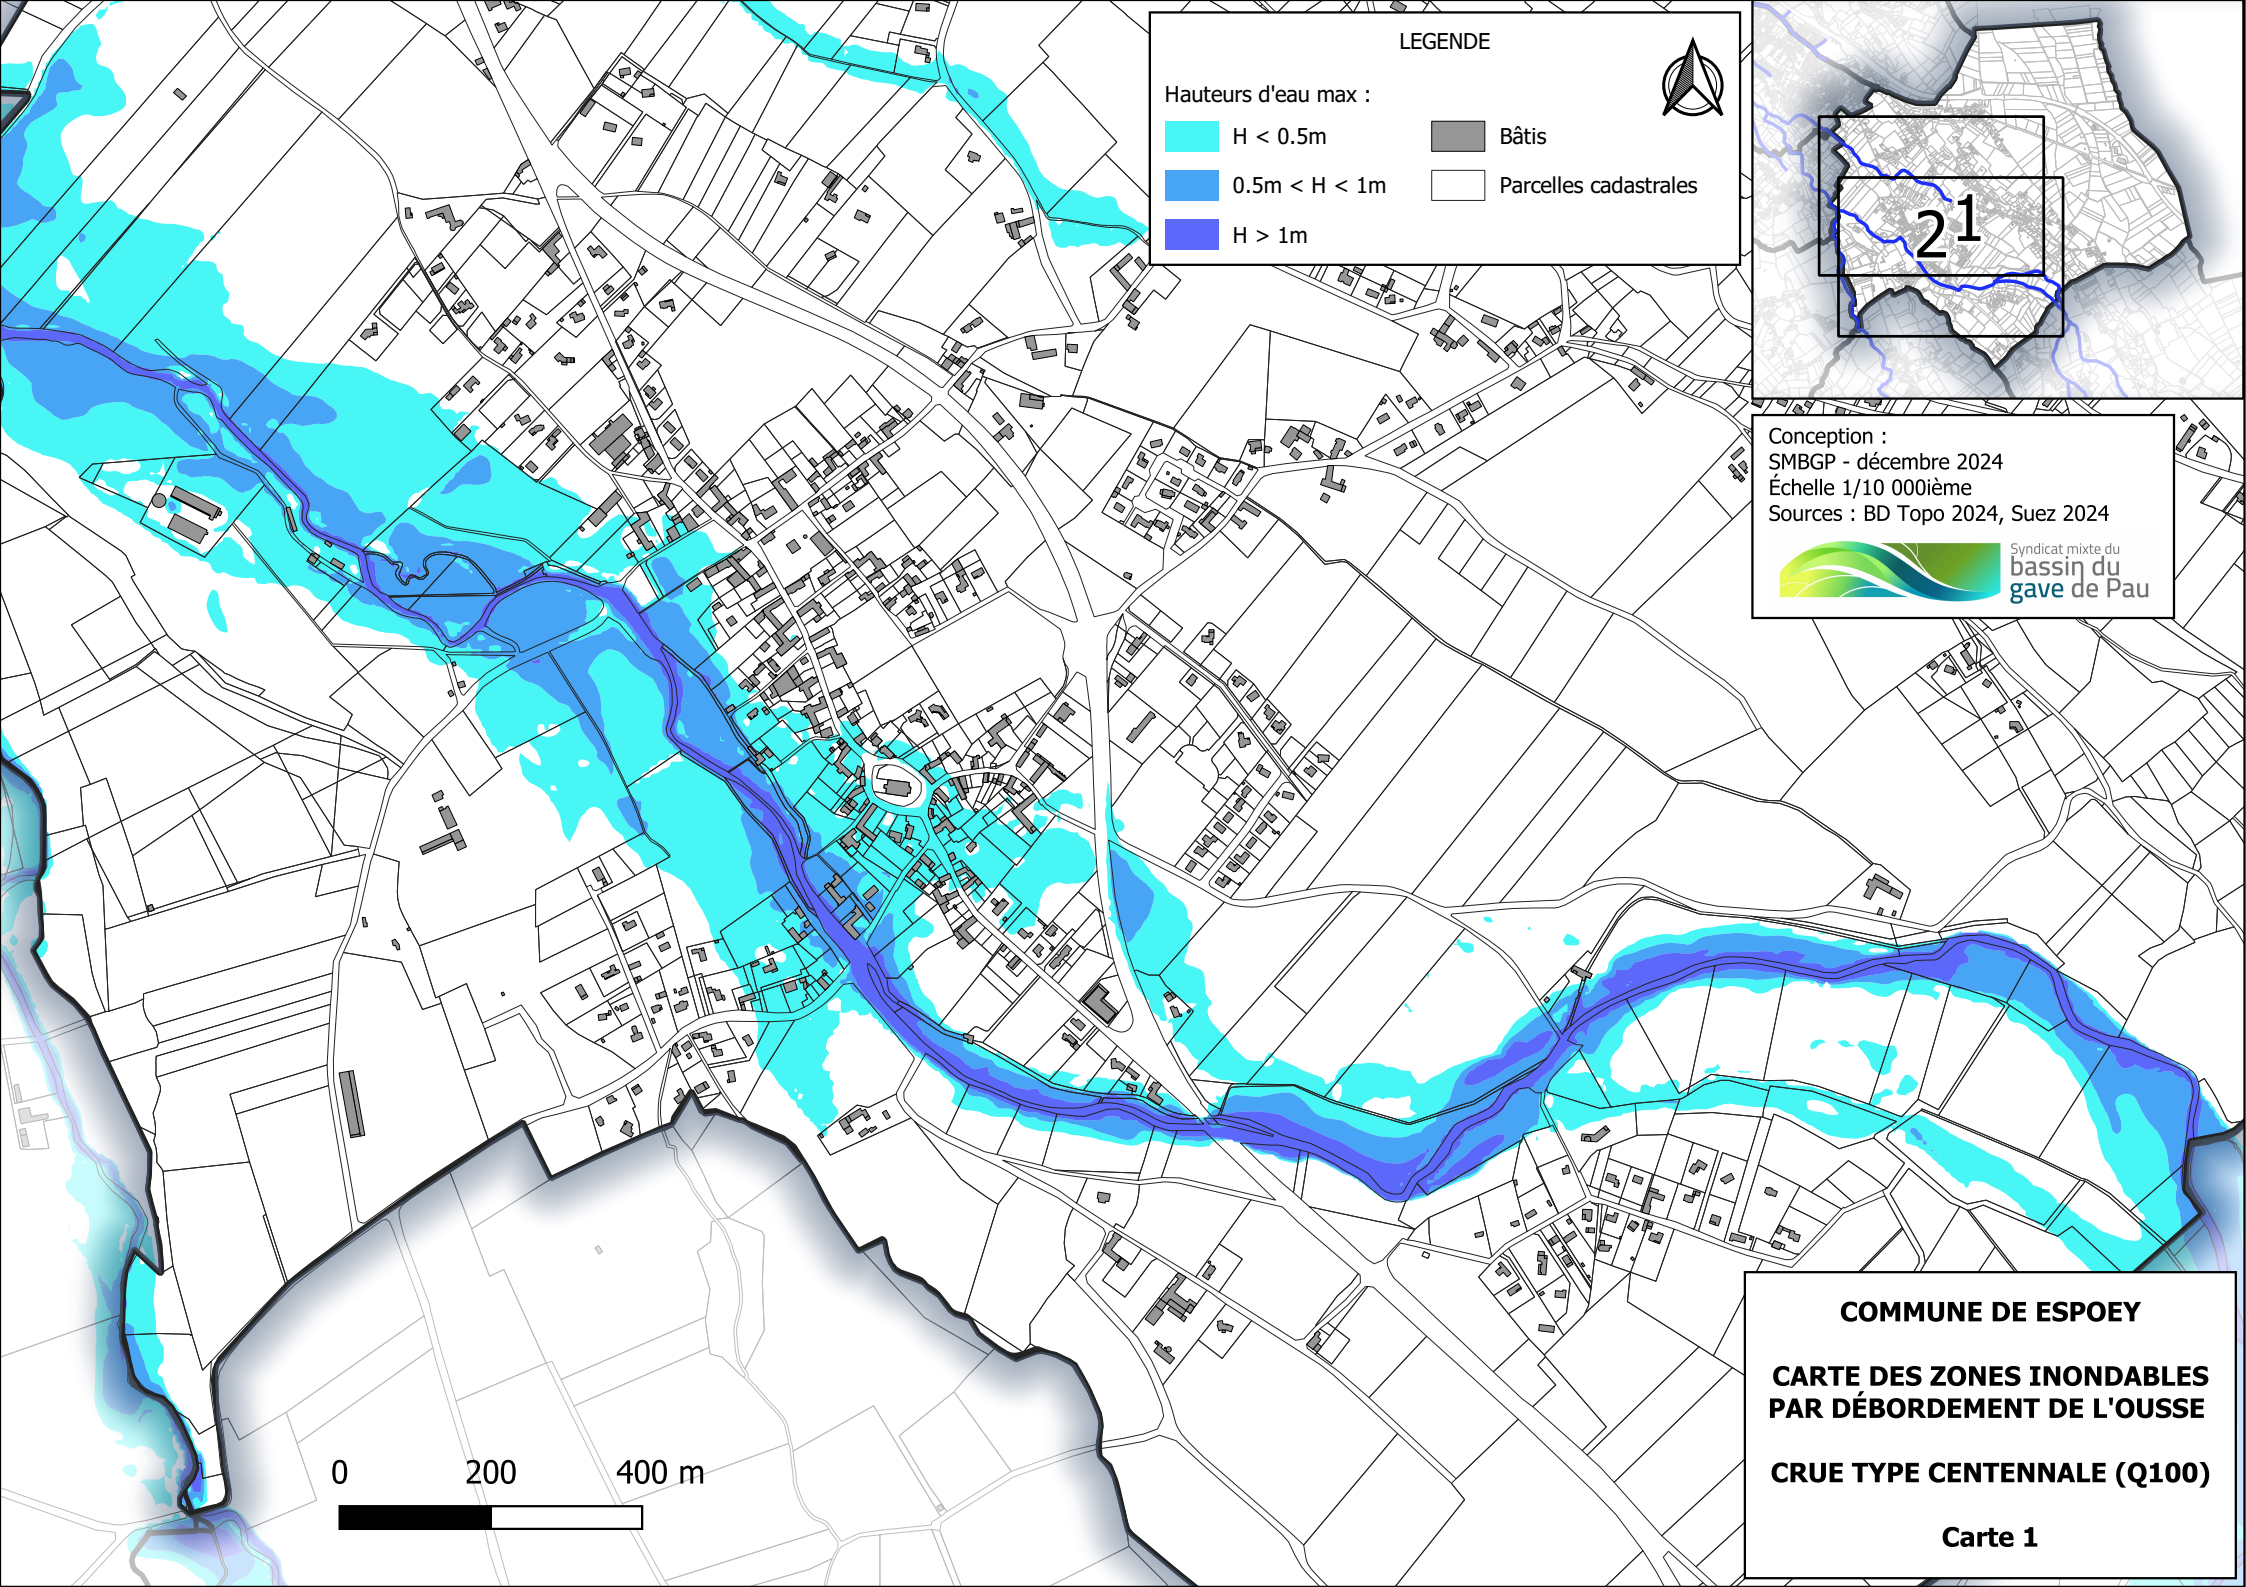 LEGENDE
Hauteurs d'eau max :
H < 0.5m
Bâtis
0.5m < H < 1m
Parcelles cadastrales
H > 1m
1
2
Conception :
SMBGP - décembre 2024
Échelle 1/10 000ième
Sources : BD Topo 2024, Suez 2024
Syndicat mixte du
bassin du
gave de Pau
0 200 400 m
COMMUNE DE ESPOEY
CARTE DES ZONES INONDABLES
PAR DÉBORDEMENT DE L'OUSSE
CRUE TYPE CENTENNALE (Q100)
Carte 1